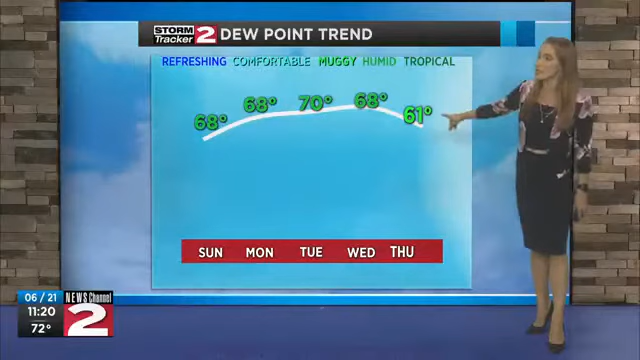 STORM Tracker 2 DEW POINT TREND
REFRESHING COMFORTABLE MUGGY HUMID TROPICAL
68° 68° 70° 68° 61°
SUN MON TUE WED THU
06/21
11:20
72°
NEWS Channel
2